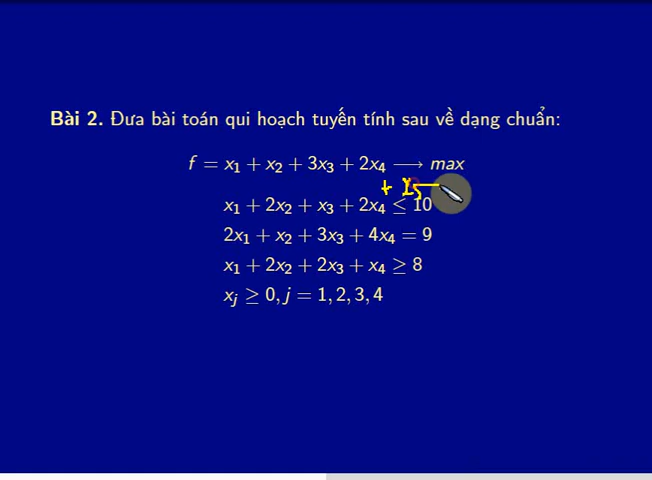 Bài 2. Đưa bài toán qui hoạch tuyến tính sau về dạng chuẩn:
f = x₁ + x₂ + 3x₃ + 2x₄ ⟶ max
+ x₅
x₁ + 2x₂ + x₃ + 2x₄ ≤ 10
2x₁ + x₂ + 3x₃ + 4x₄ = 9
x₁ + 2x₂ + 2x₃ + x₄ ≥ 8
xⱼ ≥ 0, j = 1, 2, 3, 4